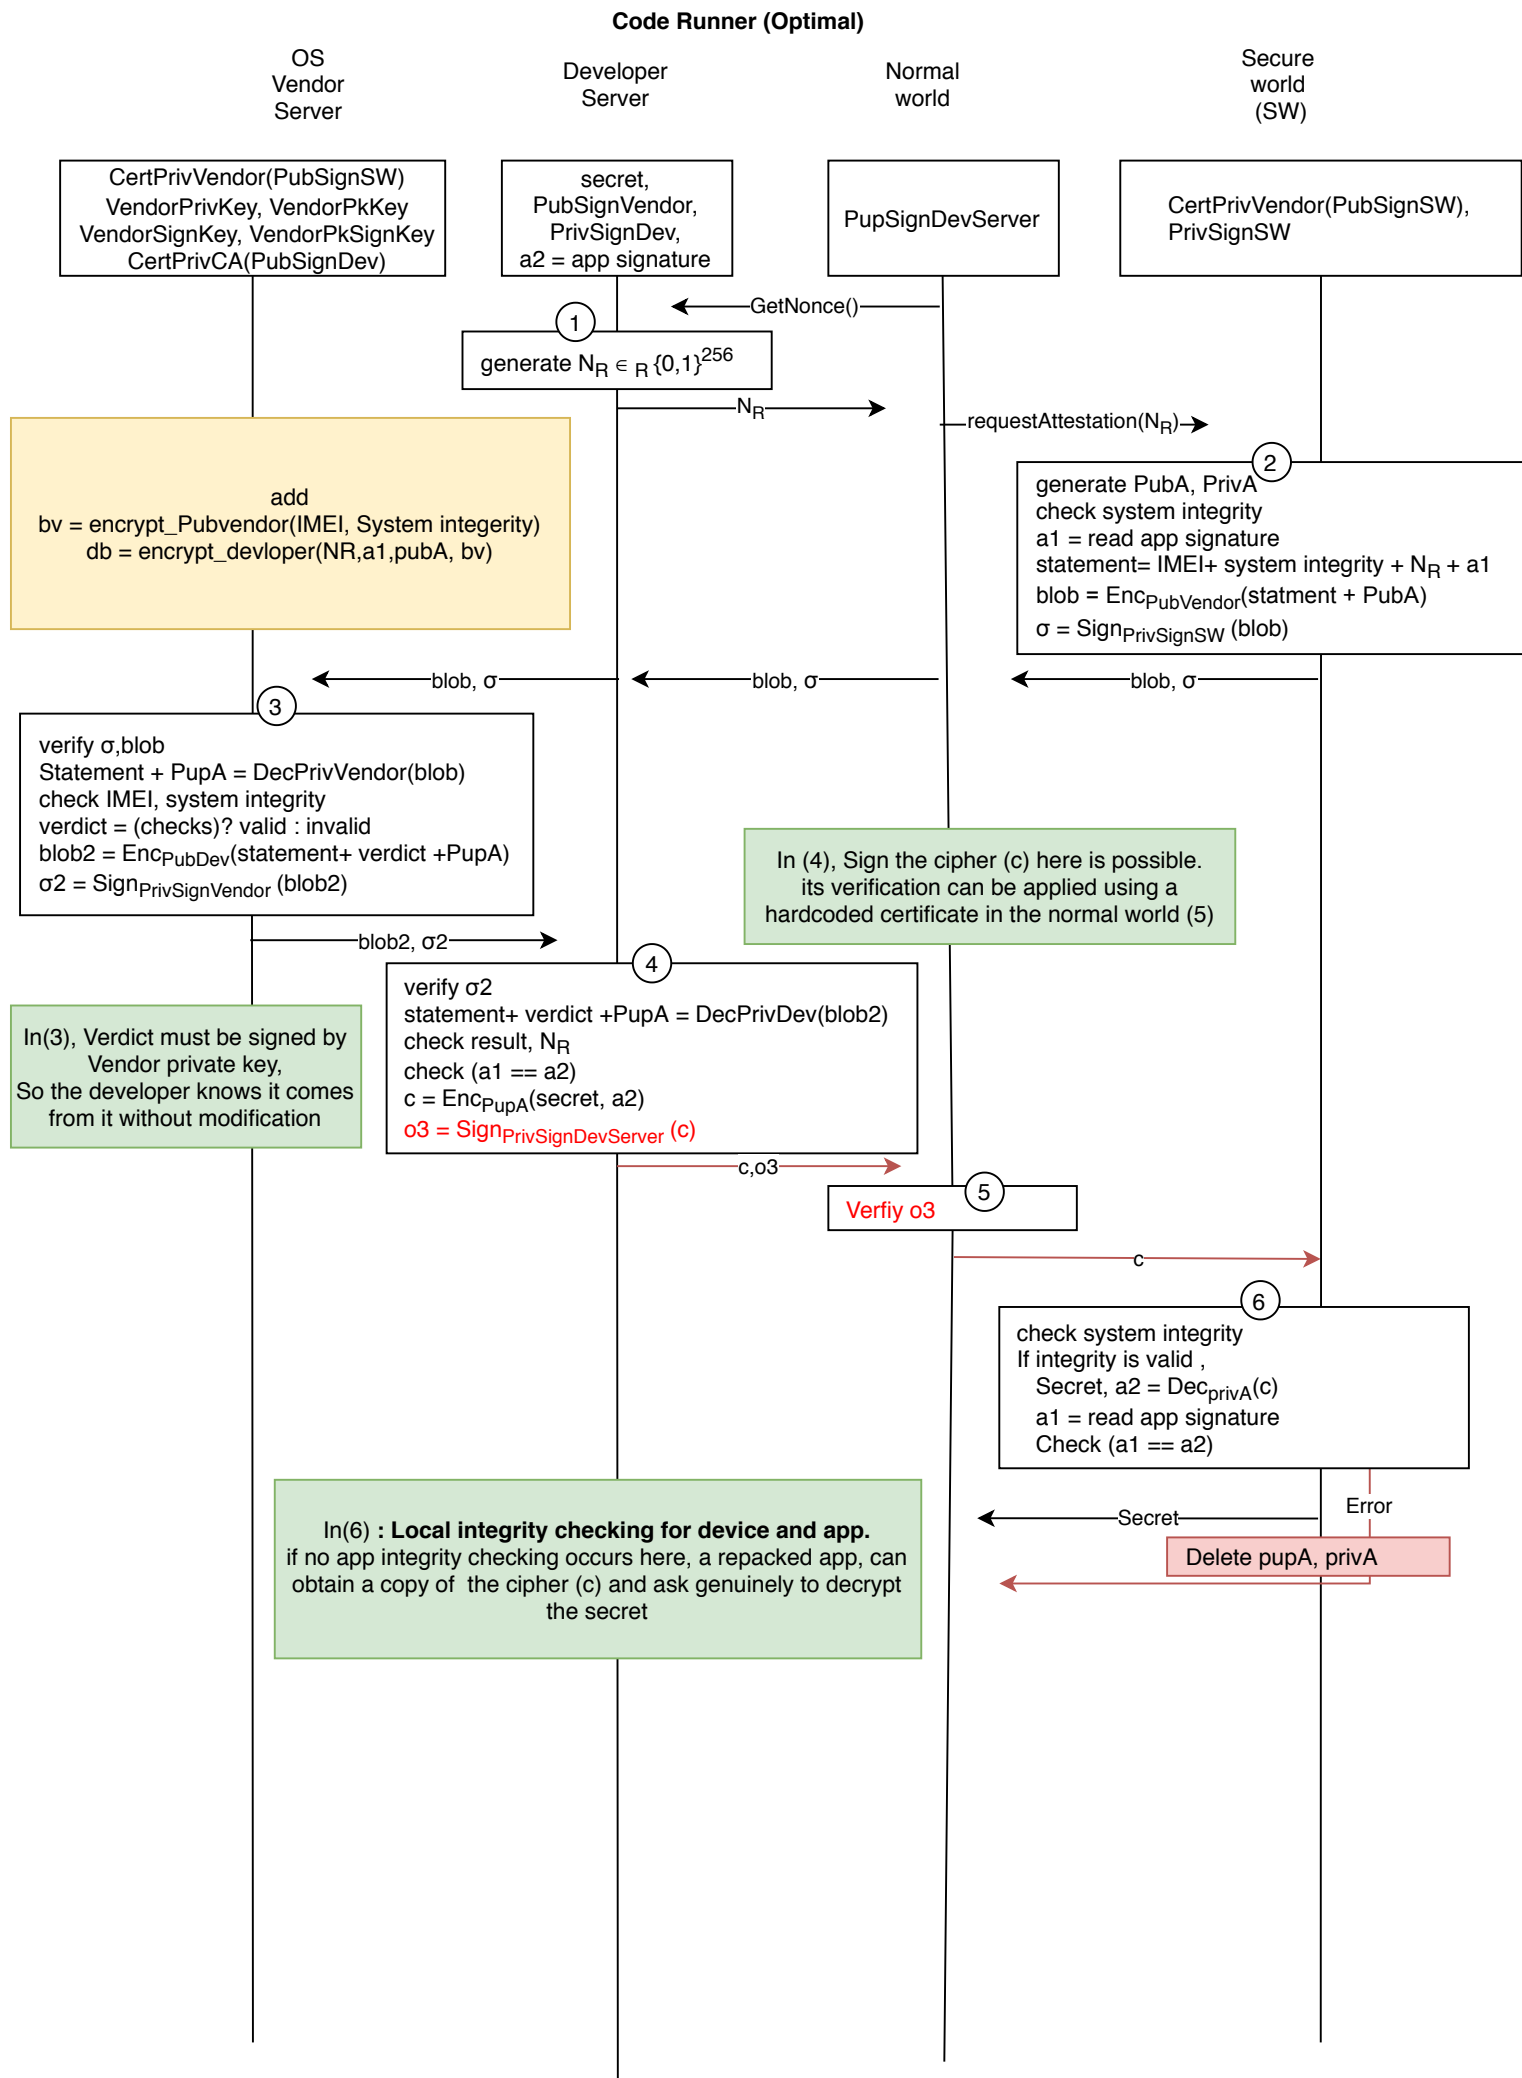 Code Runner (Optimal)
OS
Vendor
Server
Developer
Server
Normal
world
Secure
world
(SW)
CertPrivVendor(PubSignSW)
VendorPrivKey, VendorPkKey
VendorSignKey, VendorPkSignKey
CertPrivCA(PubSignDev)
secret,
PubSignVendor,
PrivSignDev,
a2 = app signature
PupSignDevServer
CertPrivVendor(PubSignSW),
PrivSignSW
GetNonce()
1
generate NR ∈ R {0,1}256
NR
requestAttestation(NR)
add
bv = encrypt_Pubvendor(IMEI, System integerity)
db = encrypt_devloper(NR,a1,pubA, bv)
2
generate PubA, PrivA
check system integrity
a1 = read app signature
statement= IMEI+ system integrity + NR + a1
blob = EncPubVendor(statment + PubA)
σ = SignPrivSignSW (blob)
blob, σ
blob, σ
blob, σ
3
verify σ,blob
Statement + PupA = DecPrivVendor(blob)
check IMEI, system integrity
verdict = (checks)? valid : invalid
blob2 = EncPubDev(statement+ verdict +PupA)
σ2 = SignPrivSignVendor (blob2)
In (4), Sign the cipher (c) here is possible.
its verification can be applied using a
hardcoded certificate in the normal world (5)
blob2, σ2
4
verify σ2
statement+ verdict +PupA = DecPrivDev(blob2)
check result, NR
check (a1 == a2)
c = EncPupA(secret, a2)
o3 = SignPrivSignDevServer (c)
In(3), Verdict must be signed by
Vendor private key,
So the developer knows it comes
from it without modification
c,o3
5
Verfiy o3
c
6
check system integrity
If integrity is valid ,
Secret, a2 = DecprivA(c)
a1 = read app signature
Check (a1 == a2)
In(6) : Local integrity checking for device and app.
if no app integrity checking occurs here, a repacked app, can
obtain a copy of the cipher (c) and ask genuinely to decrypt
the secret
Secret
Error
Delete pupA, privA